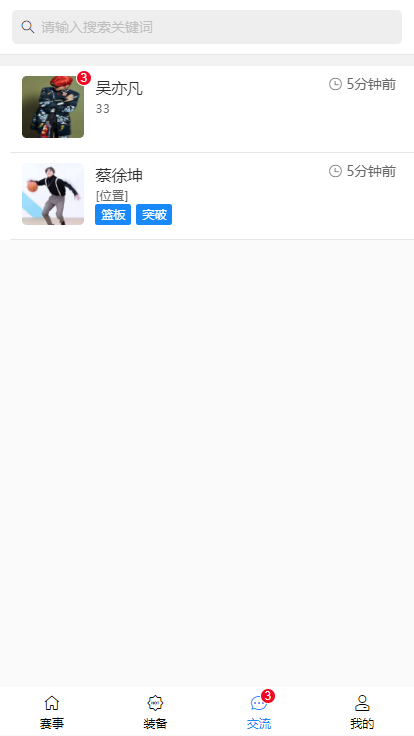 请输入搜索关键词
3
吴亦凡
5分钟前
33
蔡徐坤
5分钟前
[位置]
篮板 突破
HOT
3
赛事 装备 交流 我的